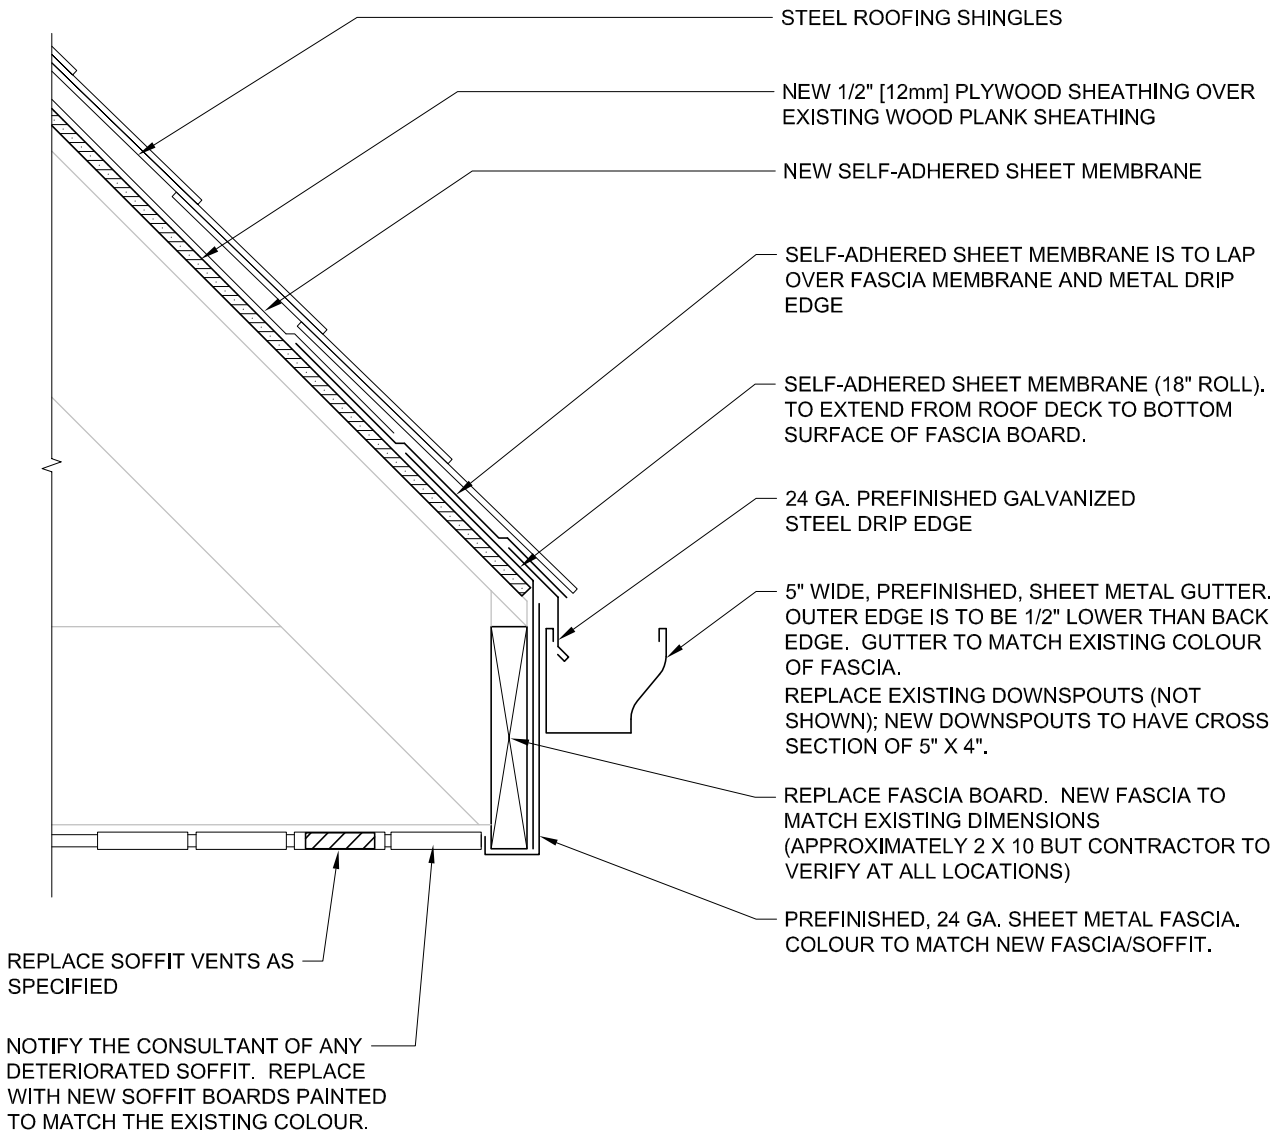 STEEL ROOFING SHINGLES
NEW 1/2" [12mm] PLYWOOD SHEATHING OVER
EXISTING WOOD PLANK SHEATHING
NEW SELF-ADHERED SHEET MEMBRANE
SELF-ADHERED SHEET MEMBRANE IS TO LAP
OVER FASCIA MEMBRANE AND METAL DRIP
EDGE
SELF-ADHERED SHEET MEMBRANE (18" ROLL).
TO EXTEND FROM ROOF DECK TO BOTTOM
SURFACE OF FASCIA BOARD.
24 GA. PREFINISHED GALVANIZED
STEEL DRIP EDGE
5" WIDE, PREFINISHED, SHEET METAL GUTTER.
OUTER EDGE IS TO BE 1/2" LOWER THAN BACK
EDGE. GUTTER TO MATCH EXISTING COLOUR
OF FASCIA.
REPLACE EXISTING DOWNSPOUTS (NOT
SHOWN); NEW DOWNSPOUTS TO HAVE CROSS
SECTION OF 5" X 4".
REPLACE FASCIA BOARD. NEW FASCIA TO
MATCH EXISTING DIMENSIONS
(APPROXIMATELY 2 X 10 BUT CONTRACTOR TO
VERIFY AT ALL LOCATIONS)
PREFINISHED, 24 GA. SHEET METAL FASCIA.
COLOUR TO MATCH NEW FASCIA/SOFFIT.
REPLACE SOFFIT VENTS AS
SPECIFIED
NOTIFY THE CONSULTANT OF ANY
DETERIORATED SOFFIT. REPLACE
WITH NEW SOFFIT BOARDS PAINTED
TO MATCH THE EXISTING COLOUR.